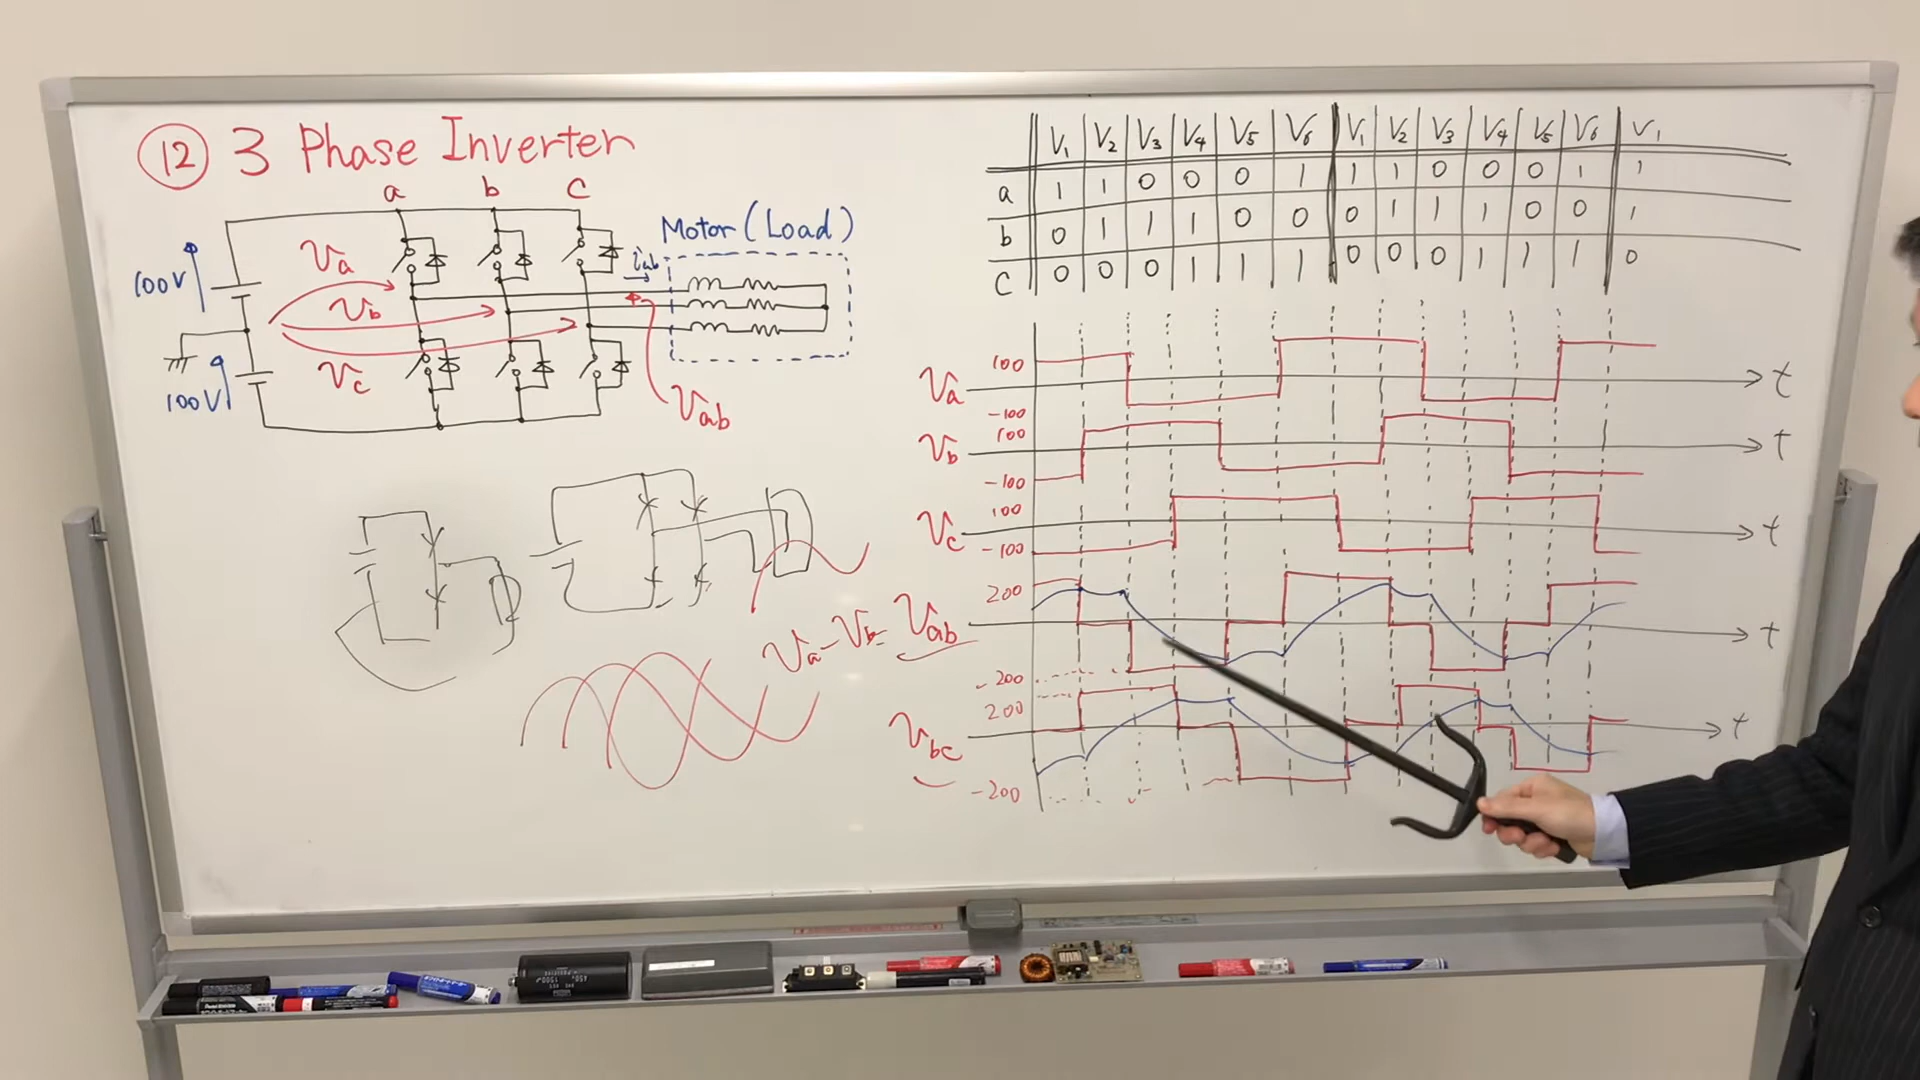 ⑫ 3 Phase Inverter
a b c
Motor (Load)
100V
Va
Vb
Vc
iab
100V
Vab
Va-Vb= Vab
V1 V2 V3 V4 V5 V6 V1 V2 V3 V4 V5 V6 V1
a 1 1 0 0 0 1 1 1 0 0 0 1 1
b 0 1 1 1 0 0 0 1 1 1 0 0 1
c 0 0 0 1 1 1 0 0 0 1 1 1 0
Va 100 -100 t
Vb 100 -100 t
Vc 100 -100 t
200 -200 t
Vbc 200 -200 t